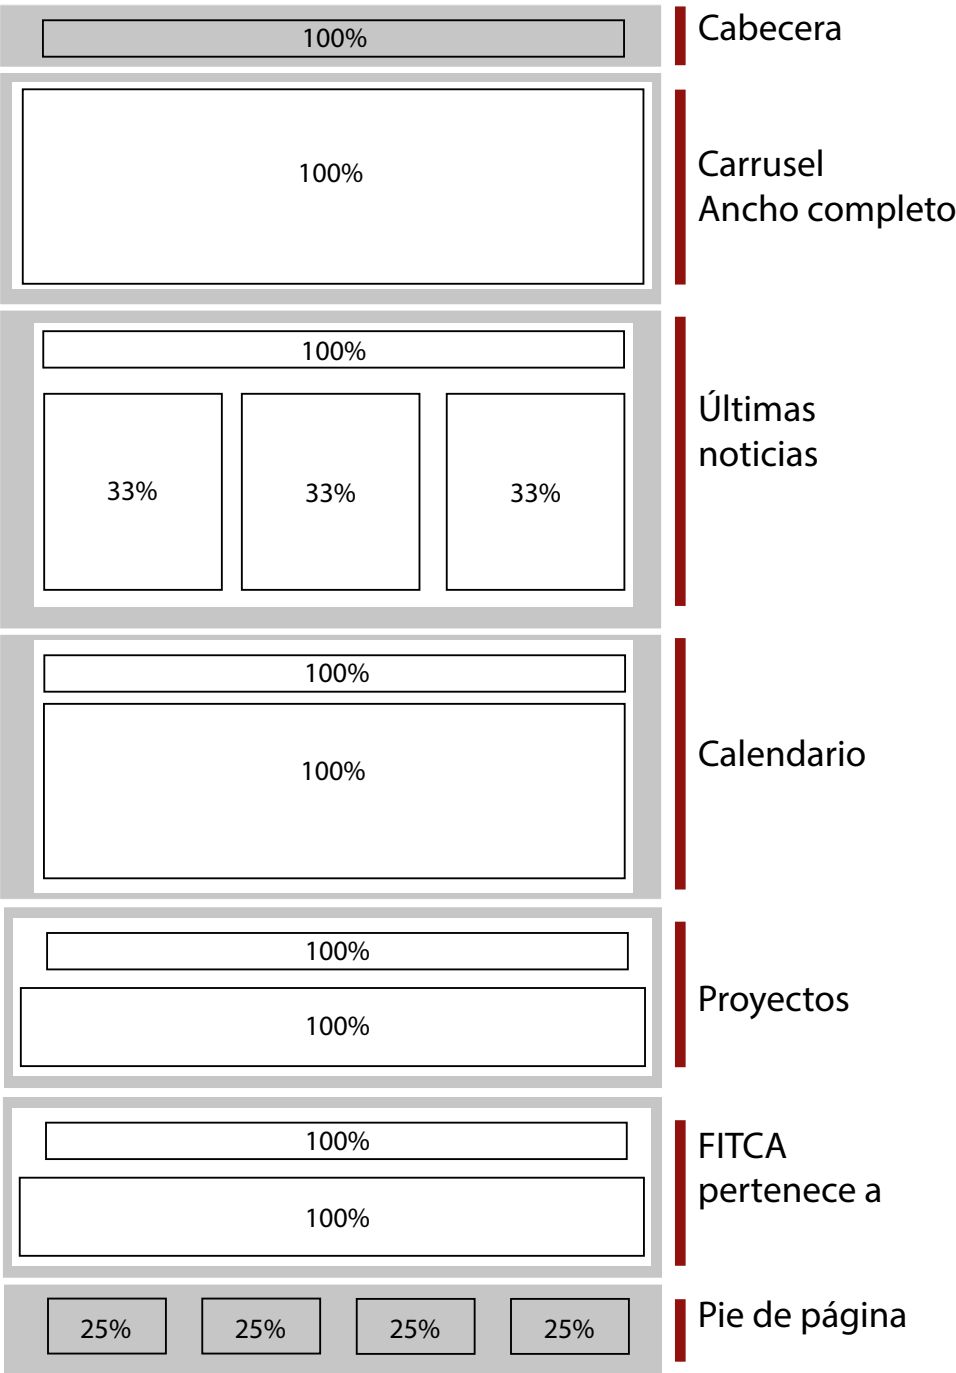 100%
Cabecera
100%
Carrusel
Ancho completo
100%
33%
33%
33%
Últimas
noticias
100%
100%
Calendario
100%
100%
Proyectos
100%
100%
FITCA
pertenece a
25%
25%
25%
25%
Pie de página